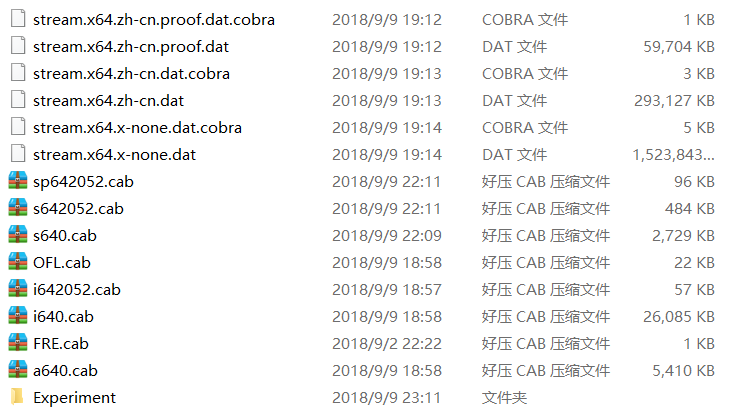 stream.x64.zh-cn.proof.dat.cobra 2018/9/9 19:12 COBRA 文件 1 KB
stream.x64.zh-cn.proof.dat 2018/9/9 19:12 DAT 文件 59,704 KB
stream.x64.zh-cn.dat.cobra 2018/9/9 19:13 COBRA 文件 3 KB
stream.x64.zh-cn.dat 2018/9/9 19:13 DAT 文件 293,127 KB
stream.x64.x-none.dat.cobra 2018/9/9 19:14 COBRA 文件 5 KB
stream.x64.x-none.dat 2018/9/9 19:14 DAT 文件 1,523,843...
sp642052.cab 2018/9/9 22:11 好压 CAB 压缩文件 96 KB
s642052.cab 2018/9/9 22:11 好压 CAB 压缩文件 484 KB
s640.cab 2018/9/9 22:09 好压 CAB 压缩文件 2,729 KB
OFL.cab 2018/9/9 18:58 好压 CAB 压缩文件 22 KB
i642052.cab 2018/9/9 18:57 好压 CAB 压缩文件 57 KB
i640.cab 2018/9/9 18:58 好压 CAB 压缩文件 26,085 KB
FRE.cab 2018/9/2 22:22 好压 CAB 压缩文件 1 KB
a640.cab 2018/9/9 18:58 好压 CAB 压缩文件 5,410 KB
Experiment 2018/9/9 23:11 文件夹